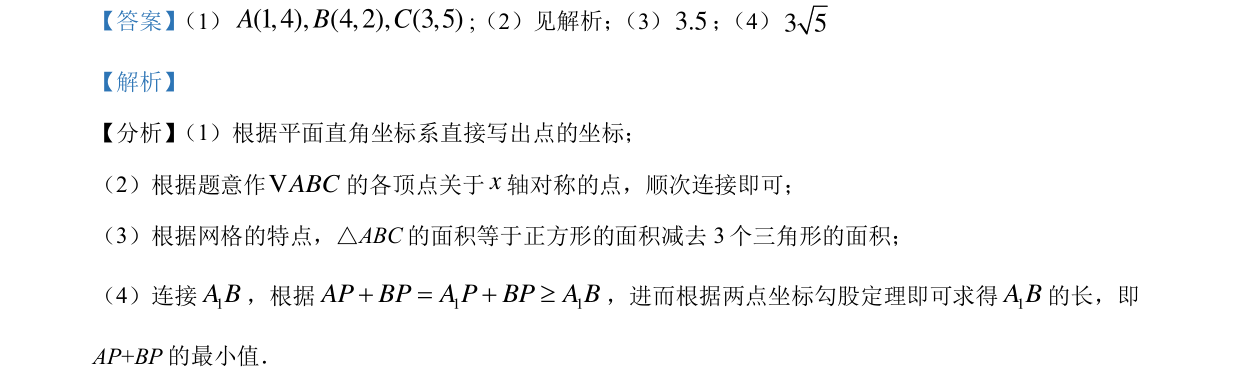 【答案】（1）A(1,4),B(4,2),C(3,5)；（2）见解析；（3）3.5；（4）3√5
【解析】
【分析】（1）根据平面直角坐标系直接写出点的坐标；
（2）根据题意作VABC的各顶点关于x轴对称的点，顺次连接即可；
（3）根据网格的特点，△ABC的面积等于正方形的面积减去3个三角形的面积；
（4）连接A₁B，根据AP+BP=A₁P+BP≥A₁B，进而根据两点坐标勾股定理即可求得A₁B的长，即
AP+BP的最小值．